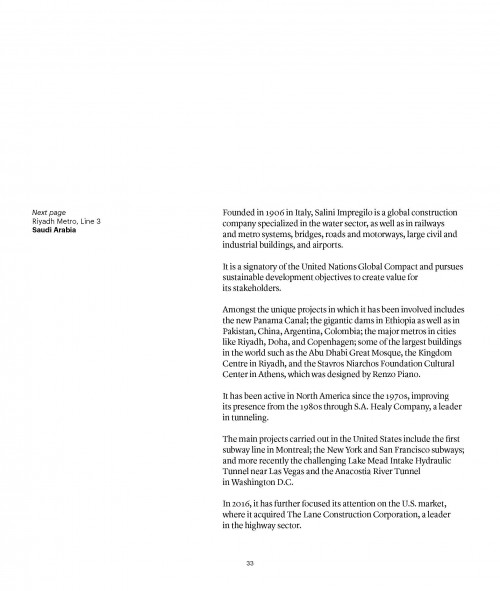 Next page
Riyadh Metro, Line 3
Saudi Arabia
Founded in 1906 in Italy, Salini Impregilo is a global construction
company specialized in the water sector, as well as in railways
and metro systems, bridges, roads and motorways, large civil and
industrial buildings, and airports.
It is a signatory of the United Nations Global Compact and pursues
sustainable development objectives to create value for
its stakeholders.
Amongst the unique projects in which it has been involved includes
the new Panama Canal; the gigantic dams in Ethiopia as well as in
Pakistan, China, Argentina, Colombia; the major metros in cities
like Riyadh, Doha, and Copenhagen; some of the largest buildings
in the world such as the Abu Dhabi Great Mosque, the Kingdom
Centre in Riyadh, and the Stavros Niarchos Foundation Cultural
Center in Athens, which was designed by Renzo Piano.
It has been active in North America since the 1970s, improving
its presence from the 1980s through S.A. Healy Company, a leader
in tunneling.
The main projects carried out in the United States include the first
subway line in Montreal; the New York and San Francisco subways;
and more recently the challenging Lake Mead Intake Hydraulic
Tunnel near Las Vegas and the Anacostia River Tunnel
in Washington D.C.
In 2016, it has further focused its attention on the U.S. market,
where it acquired The Lane Construction Corporation, a leader
in the highway sector.
33